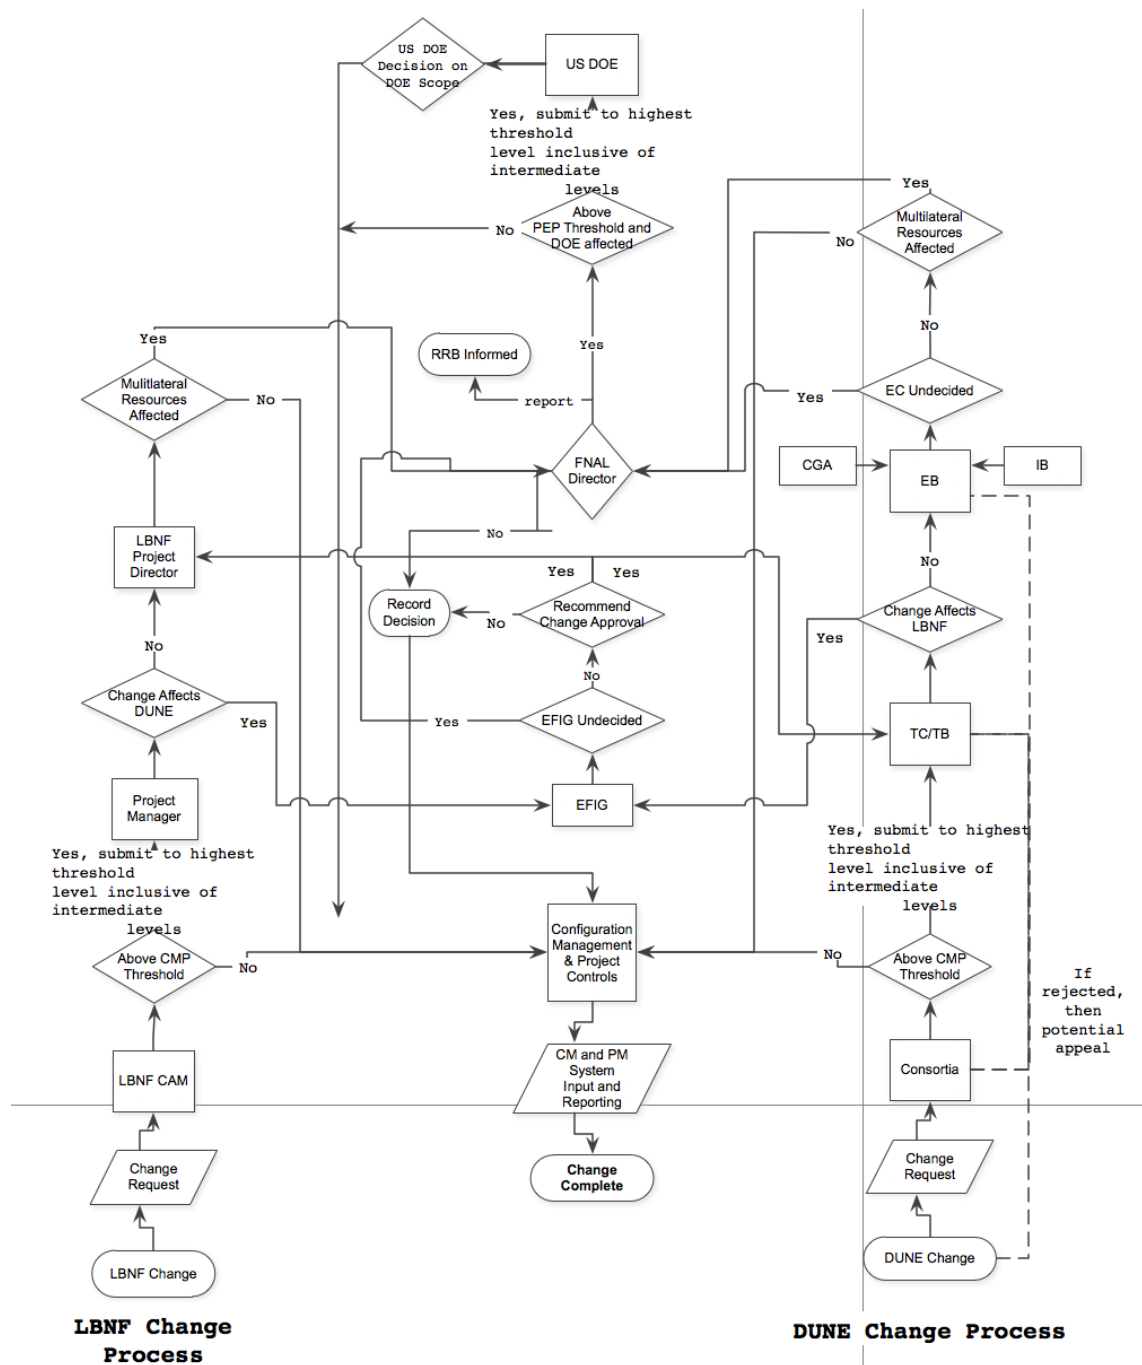 US DOE
Decision on
DOE Scope
US DOE
Yes, submit to highest
threshold
level inclusive of
intermediate
levels
Above
PEP Threshold and
DOE affected
No
Yes
Multilateral
Resources
Affected
No
No
Yes
RRB Informed
report
Yes
Mulitlateral
Resources
Affected
No
EC Undecided
Yes
FNAL
Director
CGA
EB
IB
No
LBNF
Project
Director
No
Yes
Yes
Record
Decision
No
Recommend
Change Approval
Change Affects
LBNF
Yes
No
No
Change Affects
DUNE
Yes
EFIG Undecided
Yes
TC/TB
Project
Manager
EFIG
Yes, submit to highest
threshold
level inclusive of
intermediate
levels
Yes, submit to highest
threshold
level inclusive of
intermediate
levels
Above CMP
Threshold
No
Configuration
Management
& Project
Controls
No
Above CMP
Threshold
If
rejected,
then
potential
appeal
LBNF CAM
CM and PM
System
Input and
Reporting
Consortia
Change
Request
Change
Complete
Change
Request
LBNF Change
DUNE Change
LBNF Change
Process
DUNE Change Process